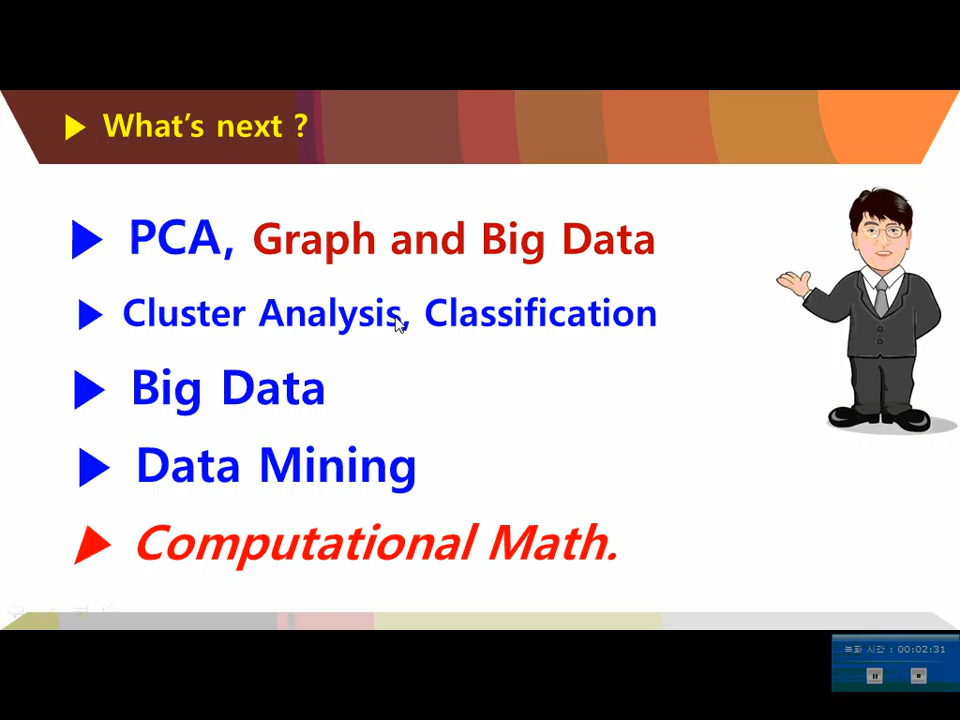 What's next ?
PCA, Graph and Big Data
Cluster Analysis, Classification
Big Data
Data Mining
Computational Math.
녹화 시간 : 00:02:31